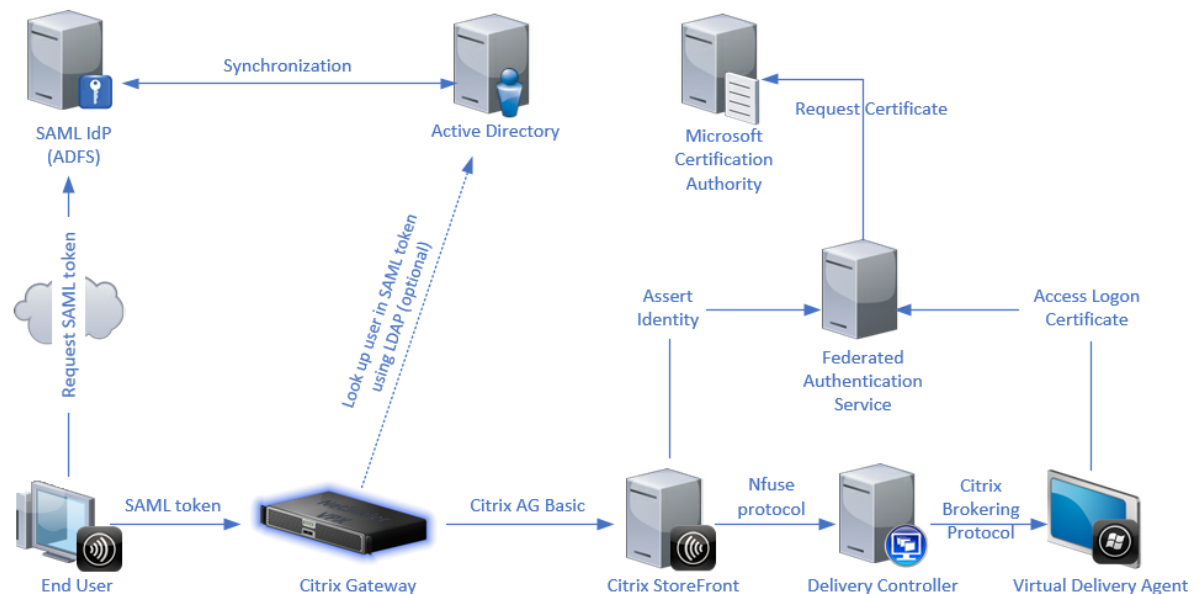 Synchronization
SAML IdP
(ADFS)
Active Directory
Request Certificate
Microsoft
Certification
Authority
Request SAML token
Look up user in SAML token
using LDAP (optional)
Assert
Identity
Access Logon
Certificate
Federated
Authentication
Service
SAML token
Citrix AG Basic
Nfuse
protocol
Citrix
Brokering
Protocol
End User
Citrix Gateway
Citrix StoreFront
Delivery Controller
Virtual Delivery Agent